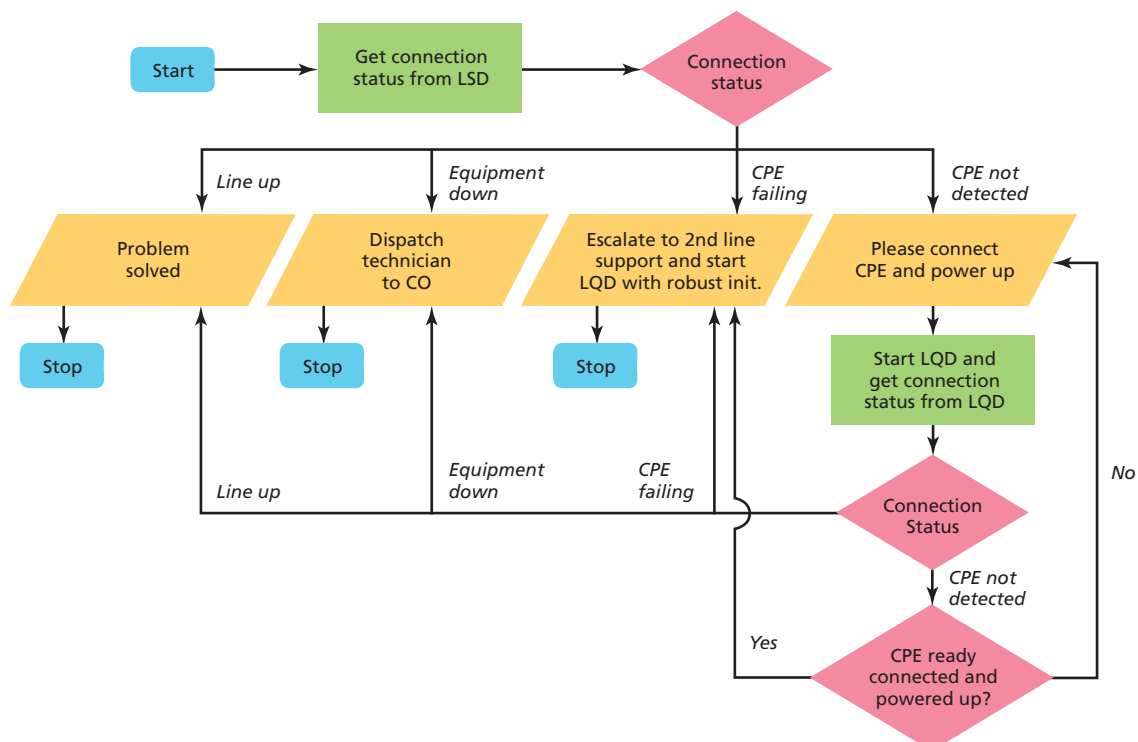 Start
Get connection
status from LSD
Connection
status
Line up
Equipment
down
CPE
failing
CPE not
detected
Problem
solved
Dispatch
technician
to CO
Escalate to 2nd line
support and start
LQD with robust init.
Please connect
CPE and power up
Stop
Stop
Stop
Start LQD and
get connection
status from LQD
Line up
Equipment
down
CPE
failing
Connection
Status
No
CPE not
detected
Yes
CPE ready
connected and
powered up?